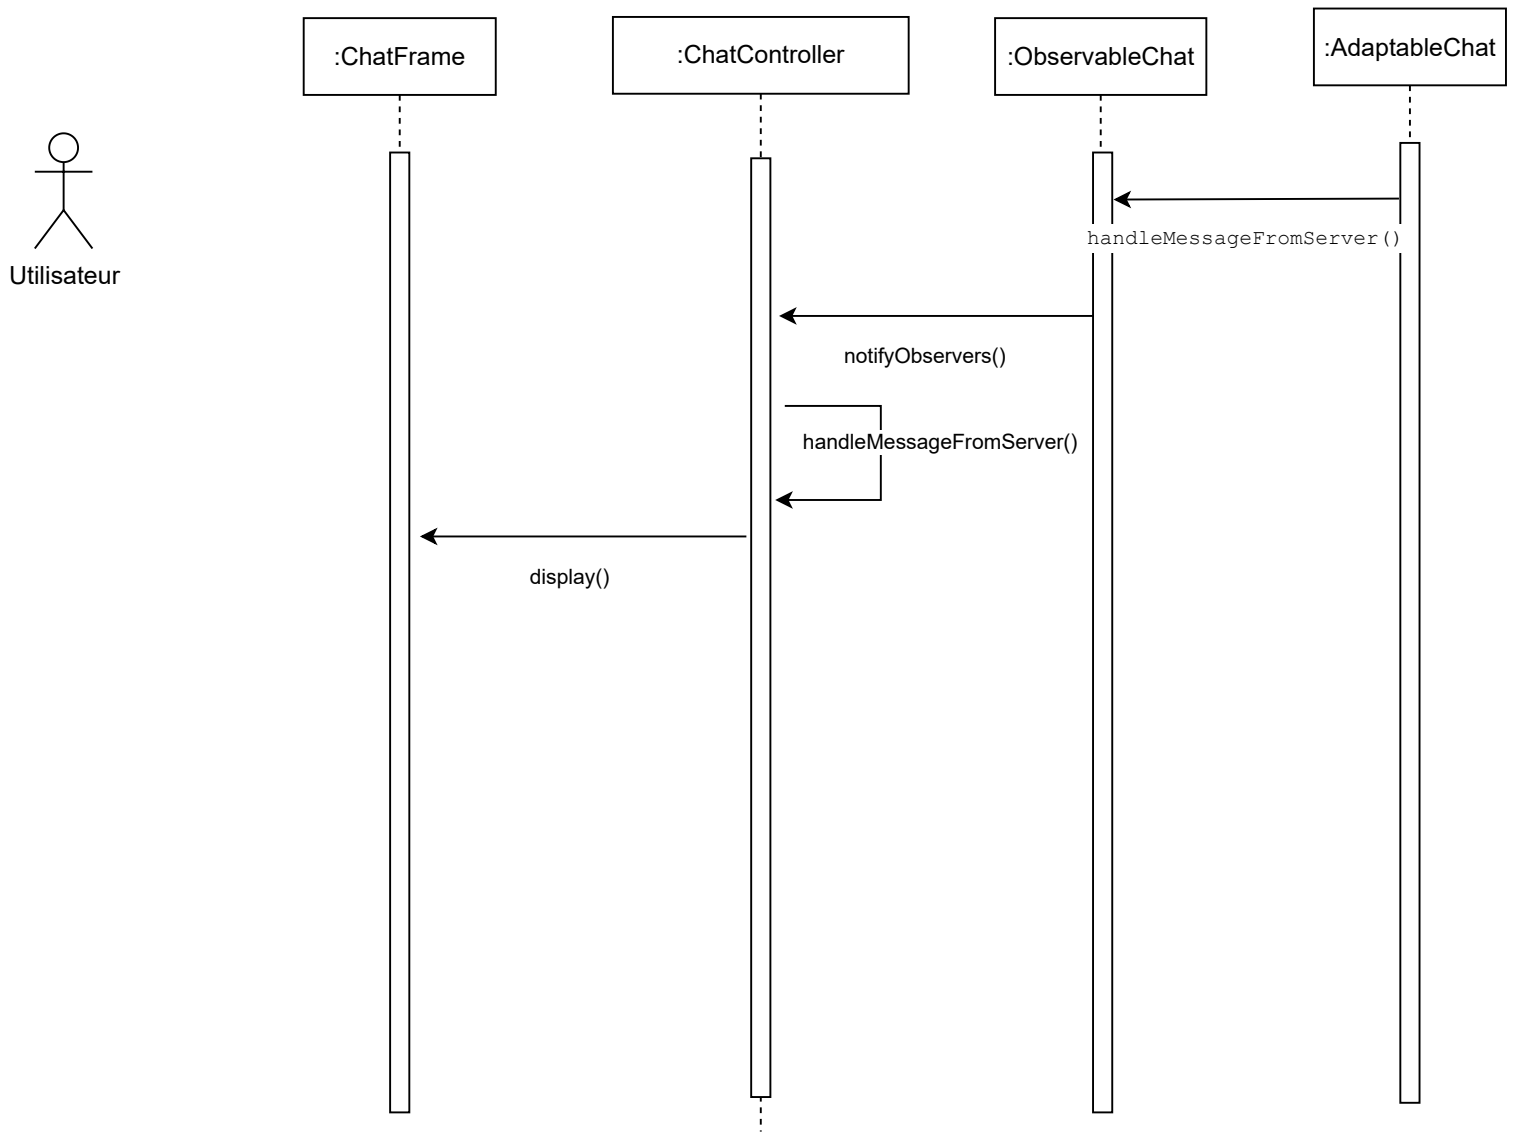 :ChatFrame
:ChatController
:ObservableChat
:AdaptableChat
Utilisateur
handleMessageFromServer()
notifyObservers()
handleMessageFromServer()
display()